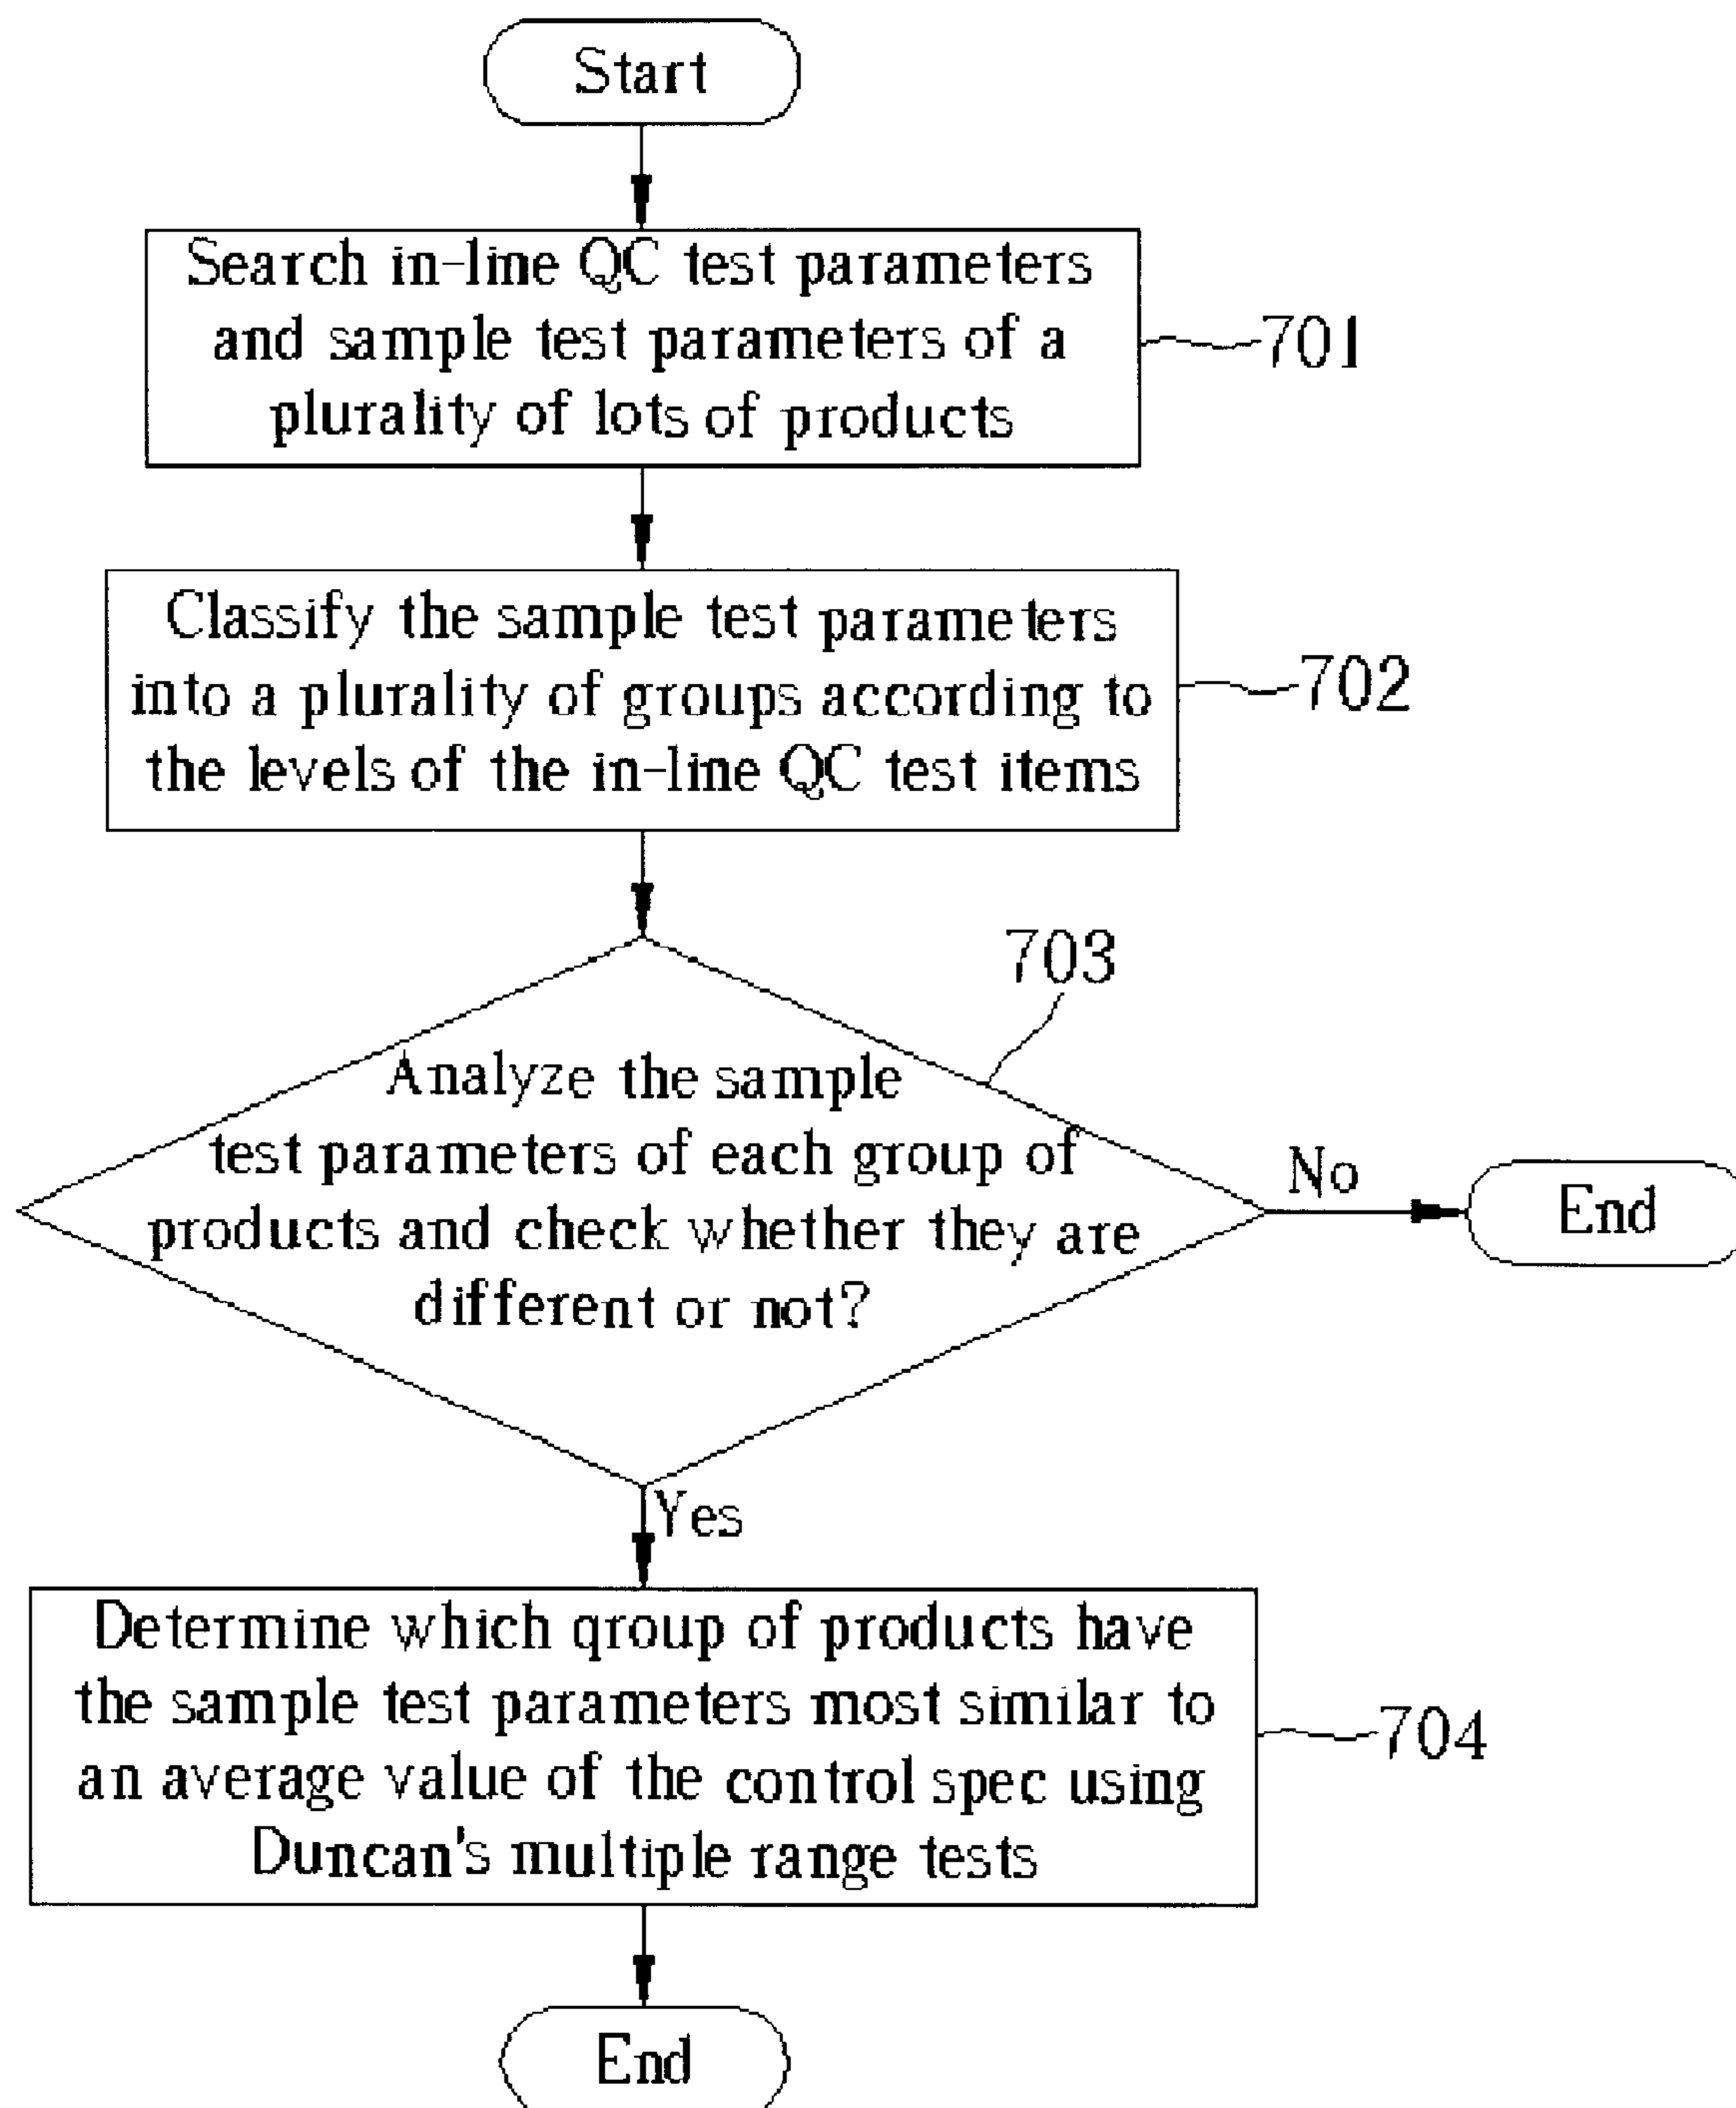 Start
Search in-line QC test parameters
and sample test parameters of a
plurality of lots of products
701
Classify the sample test parameters
into a plurality of groups according to
the levels of the in-line QC test items
702
703
Analyze the sample
test parameters of each group of
products and check whether they are
different or not?
No
End
Yes
Determine which qroup of products have
the sample test parameters most similar to
an average value of the control spec using
Duncan's multiple range tests
704
End